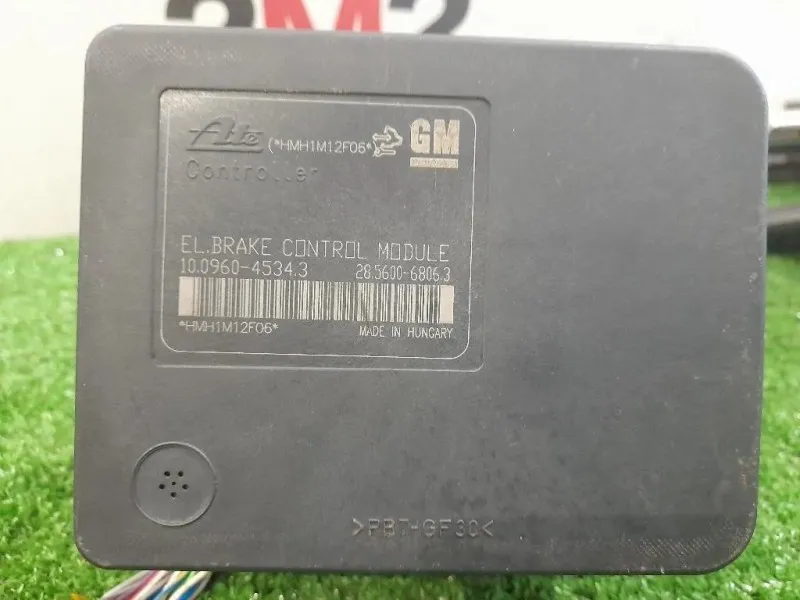 Ate (*HMH1M12F06* GM
Controller
EL.BRAKE CONTROL MODULE
10.0960-4534.3 28.5600-6806.3
*HMH1M12F06* MADE IN HUNGARY
>PBT-GF30<